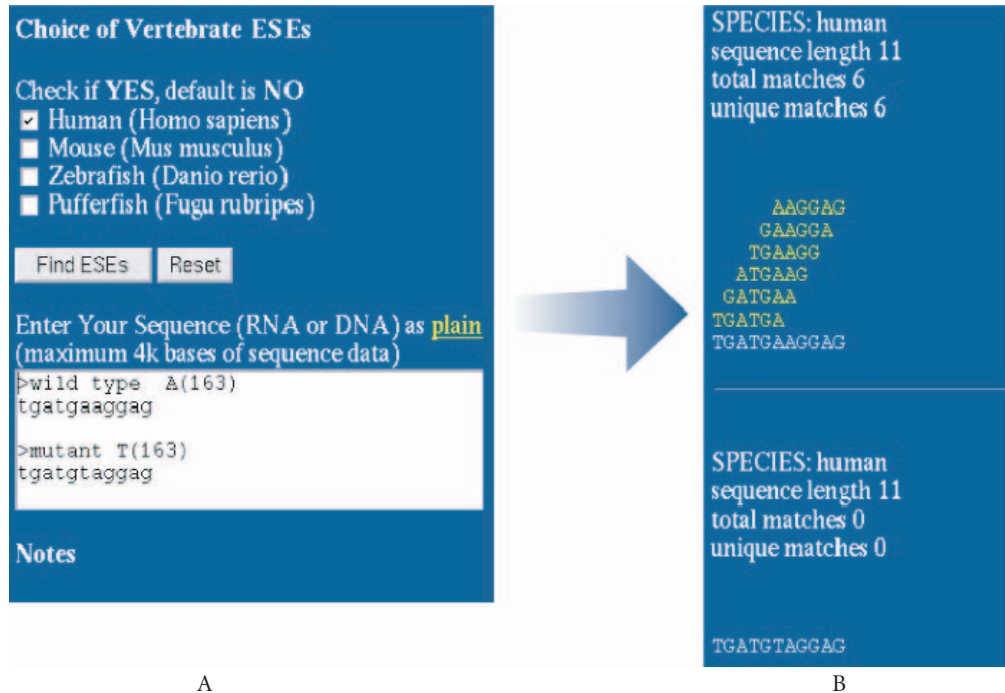 Choice of Vertebrate ESEs
Check if YES, default is NO
Human (Homo sapiens)
Mouse (Mus musculus)
Zebrafish (Danio rerio)
Pufferfish (Fugu rubripes)
Find ESEs Reset
Enter Your Sequence (RNA or DNA) as plain
(maximum 4k bases of sequence data)
>wild type A(163)
tgatgaaggag
>mutant T(163)
tgatgtaggag
Notes
A
SPECIES: human
sequence length 11
total matches 6
unique matches 6
AAGGAG
GAAGGA
TGAAGG
ATGAAG
GATGAA
TGATGA
TGATGAAGGAG
SPECIES: human
sequence length 11
total matches 0
unique matches 0
TGATGTAGGAG
B